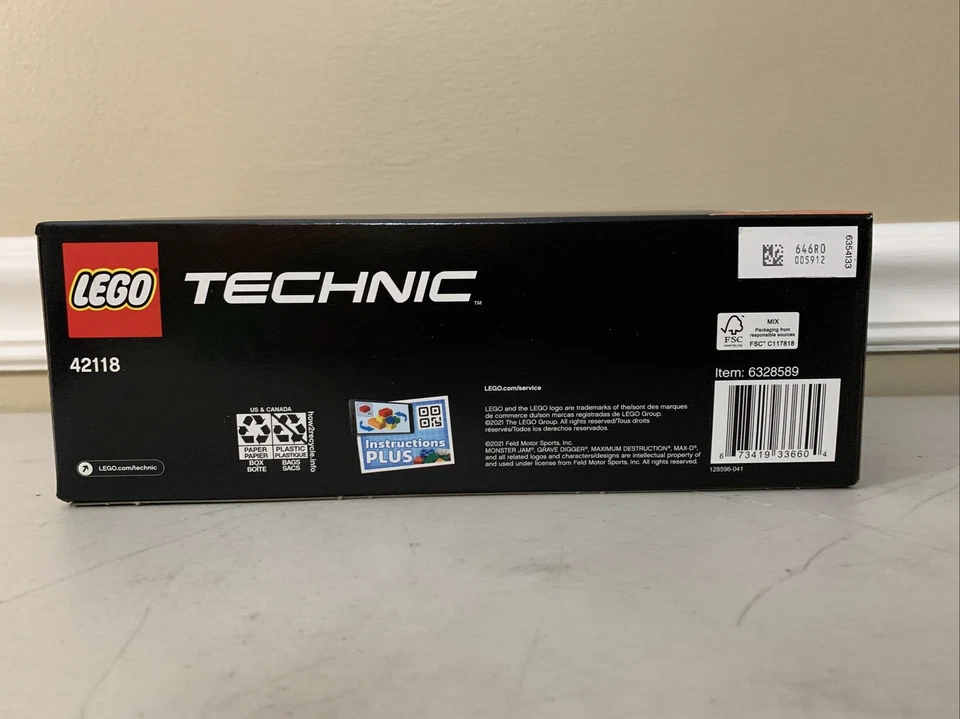 LEGO
TECHNIC™
42118
LEGO.com/technic
US & CANADA
PAPER
PAPIER
BOX
BOÎTE
PLASTIC
PLASTIQUE
BAGS
SACS
how2recycle.info
Instructions
PLUS
LEGO.com/service
LEGO and the LEGO logo are trademarks of the/sont des marques
de commerce du/son marcas registradas de LEGO Group.
©2021 The LEGO Group. All rights reserved/Tous droits
réservés/Todos los derechos reservados.
©2021 Feld Motor Sports, Inc.
MONSTER JAM®, GRAVE DIGGER®, MAXIMUM DESTRUCTION®, MAX-D®,
and all related logos and characters/designs are intellectual property of
and used under license from Feld Motor Sports, Inc. All rights reserved.
646R0
005912
6354133
FSC
www.fsc.org
MIX
Packaging from
responsible sources
FSC™ C117818
Item: 6328589
6 73419 33660 4
128596-041